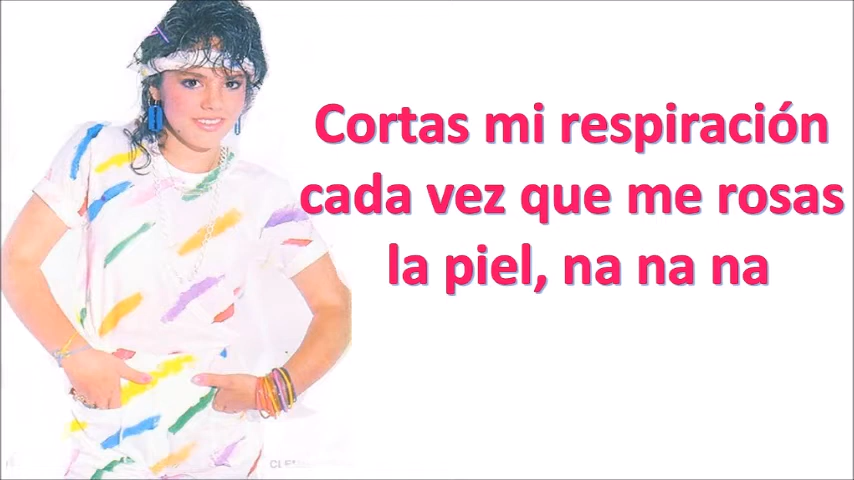 Cortas mi respiración
cada vez que me rosas
la piel, na na na